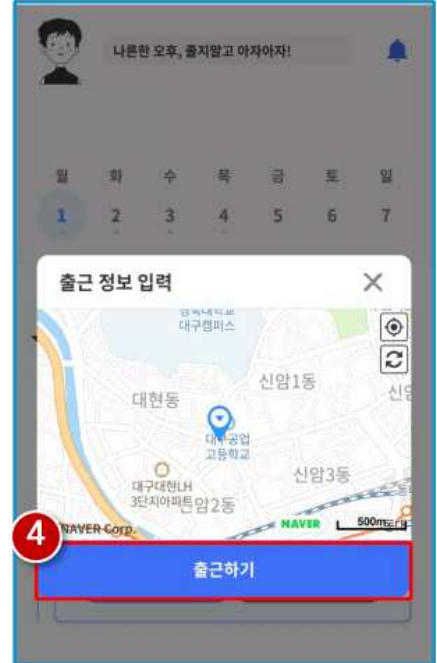 나른한 오후, 졸지말고 아자아자!
월 화 수 목 금 토 일
1 2 3 4 5 6 7
출근 정보 입력
대구캠퍼스
신암1동
대현동
대구공업
고등학교
대구대현LH
3단지아파트
신암2동
신암3동
NAVER Corp.
NAVER
500m
4
출근하기